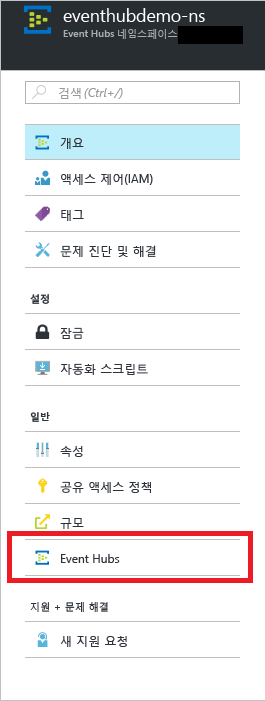 eventhubdemo-ns
Event Hubs 네임스페이스
검색 (Ctrl+/)
개요
액세스 제어(IAM)
태그
문제 진단 및 해결
설정
잠금
자동화 스크립트
일반
속성
공유 액세스 정책
규모
Event Hubs
지원 + 문제 해결
새 지원 요청